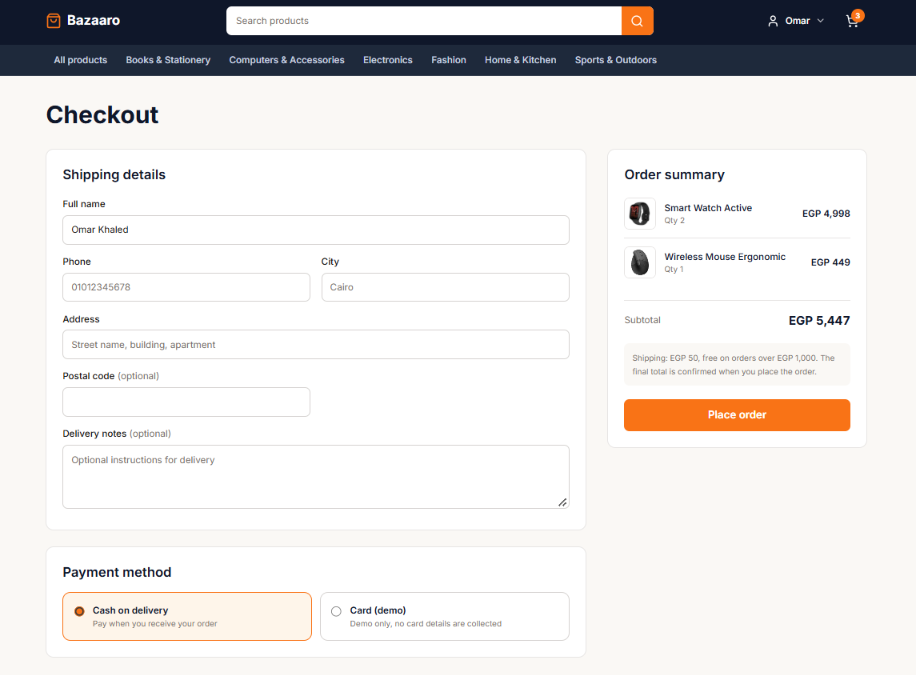 Bazaaro
Search products
Omar
3
All products
Books & Stationery
Computers & Accessories
Electronics
Fashion
Home & Kitchen
Sports & Outdoors
Checkout
Shipping details
Full name
Omar Khaled
Phone
City
01012345678
Cairo
Address
Street name, building, apartment
Postal code (optional)
Delivery notes (optional)
Optional instructions for delivery
Payment method
Cash on delivery
Pay when you receive your order
Card (demo)
Demo only, no card details are collected
Order summary
Smart Watch Active
Qty 2
EGP 4,998
Wireless Mouse Ergonomic
Qty 1
EGP 449
Subtotal
EGP 5,447
Shipping: EGP 50, free on orders over EGP 1,000. The
final total is confirmed when you place the order.
Place order